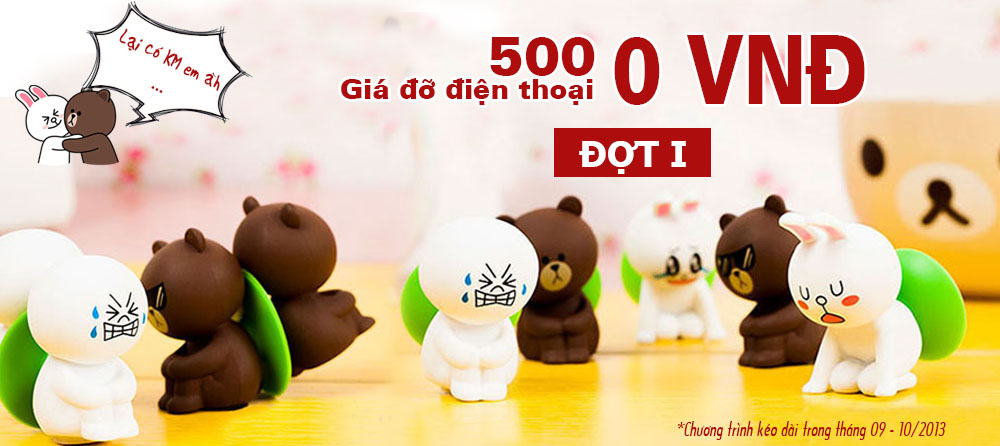 Lại có KM em ah
...
500
Giá đỡ điện thoại
0 VNĐ
ĐỢT I
*Chương trình kéo dài trong tháng 09 - 10/2013